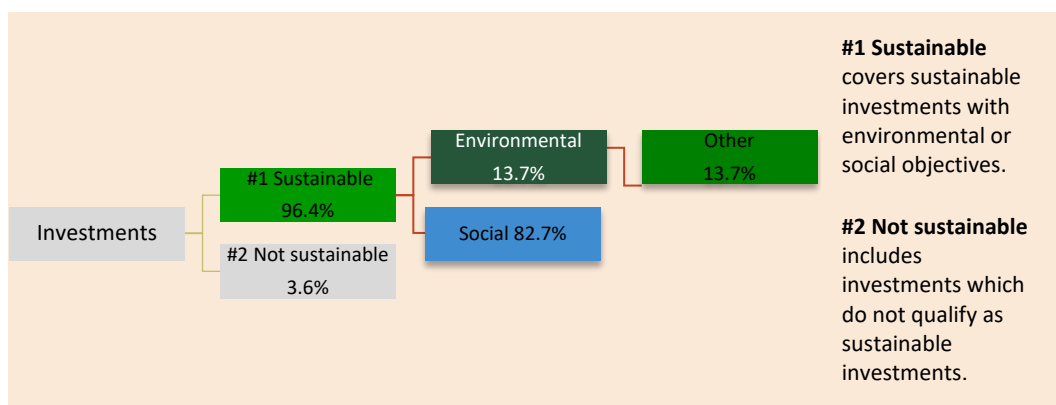 Investments
#1 Sustainable
96.4%
#2 Not sustainable
3.6%
Environmental
13.7%
Social 82.7%
Other
13.7%
#1 Sustainable
covers sustainable
investments with
environmental or
social objectives.
#2 Not sustainable
includes
investments which
do not qualify as
sustainable
investments.